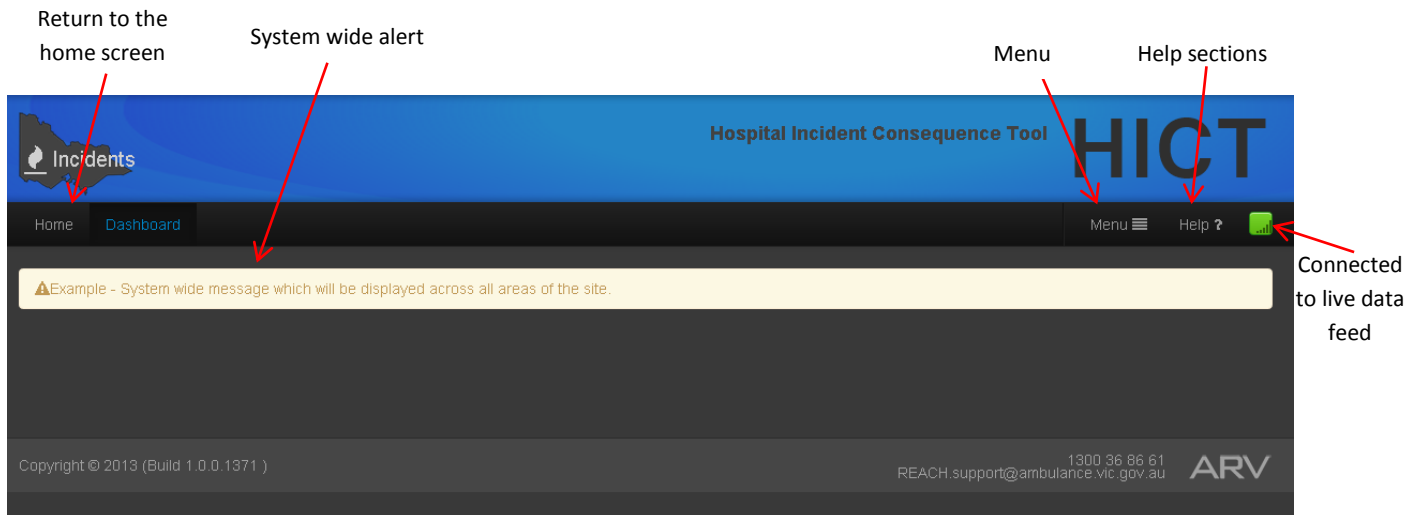 Return to the
home screen
System wide alert
Menu
Help sections
Hospital Incident Consequence Tool
HICT
Incidents
Home
Dashboard
Menu
Help ?
Connected
to live data
feed
Example - System wide message which will be displayed across all areas of the site.
Copyright © 2013 (Build 1.0.0.1371 )
1300 36 86 61
REACH.support@ambulance.vic.gov.au
ARV